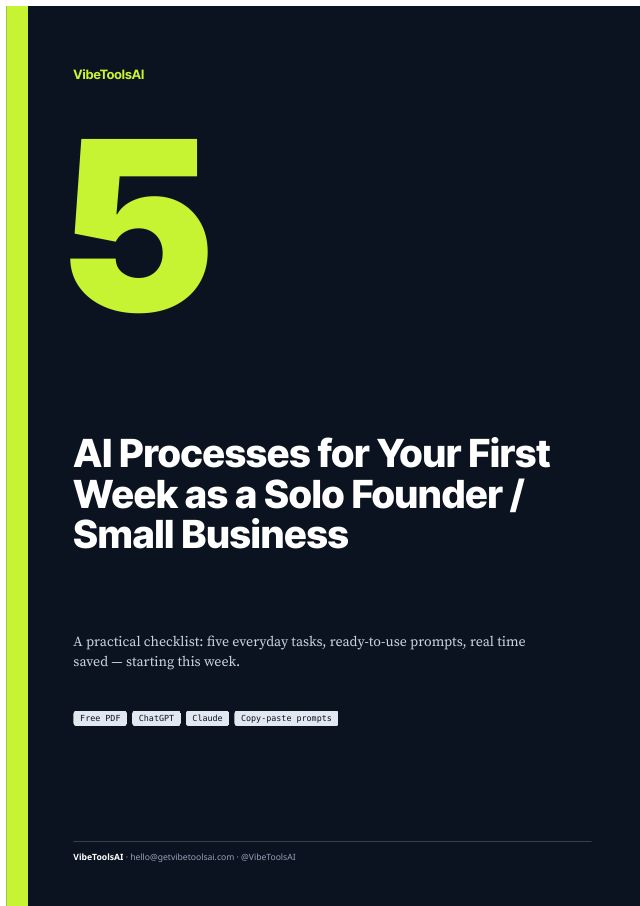 VibeToolsAI
5
AI Processes for Your First
Week as a Solo Founder /
Small Business
A practical checklist: five everyday tasks, ready-to-use prompts, real time
saved — starting this week.
Free PDF ChatGPT Claude Copy-paste prompts
VibeToolsAI · hello@getvibetoolsai.com · @VibeToolsAI